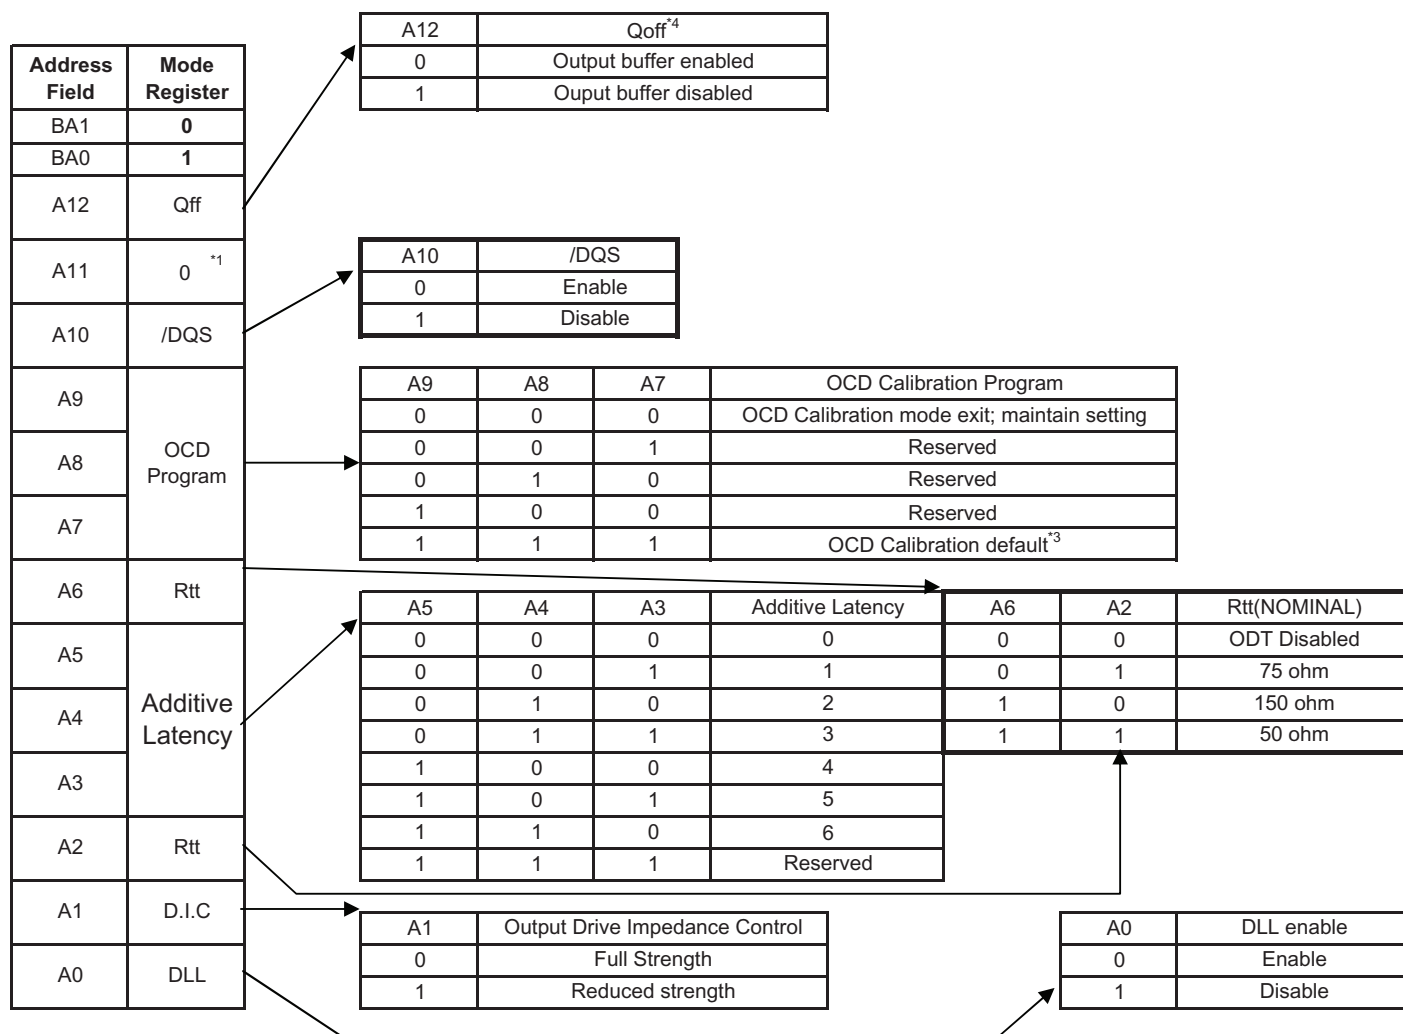 Address Field | Mode Register
BA1 | 0
BA0 | 1
A12 | Qff
A11 | 0 *1
A10 | /DQS
A9
A8 | OCD Program
A7
A6 | Rtt
A5
A4 | Additive Latency
A3
A2 | Rtt
A1 | D.I.C
A0 | DLL
A12 | Qoff*4
0 | Output buffer enabled
1 | Ouput buffer disabled
A10 | /DQS
0 | Enable
1 | Disable
A9 | A8 | A7 | OCD Calibration Program
0 | 0 | 0 | OCD Calibration mode exit; maintain setting
0 | 0 | 1 | Reserved
0 | 1 | 0 | Reserved
1 | 0 | 0 | Reserved
1 | 1 | 1 | OCD Calibration default*3
A5 | A4 | A3 | Additive Latency
0 | 0 | 0 | 0
0 | 0 | 1 | 1
0 | 1 | 0 | 2
0 | 1 | 1 | 3
1 | 0 | 0 | 4
1 | 0 | 1 | 5
1 | 1 | 0 | 6
1 | 1 | 1 | Reserved
A6 | A2 | Rtt(NOMINAL)
0 | 0 | ODT Disabled
0 | 1 | 75 ohm
1 | 0 | 150 ohm
1 | 1 | 50 ohm
A1 | Output Drive Impedance Control
0 | Full Strength
1 | Reduced strength
A0 | DLL enable
0 | Enable
1 | Disable